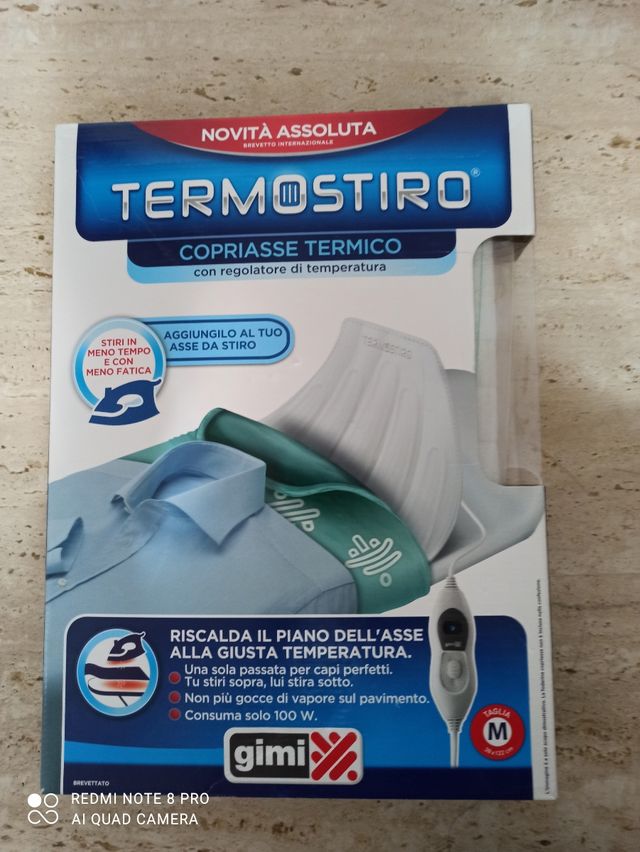 NOVITÀ ASSOLUTA
BREVETTO INTERNAZIONALE
TERMOSTIRO®
COPRIASSE TERMICO
con regolatore di temperatura
STIRI IN
MENO TEMPO
E CON
MENO FATICA
AGGIUNGILO AL TUO
ASSE DA STIRO
TERMOSTIRO
RISCALDA IL PIANO DELL'ASSE
ALLA GIUSTA TEMPERATURA.
Una sola passata per capi perfetti.
Tu stiri sopra, lui stira sotto.
Non più gocce di vapore sul pavimento.
Consuma solo 100 W.
gimi
TAGLIA
M
BREVETTATO
REDMI NOTE 8 PRO
AI QUAD CAMERA